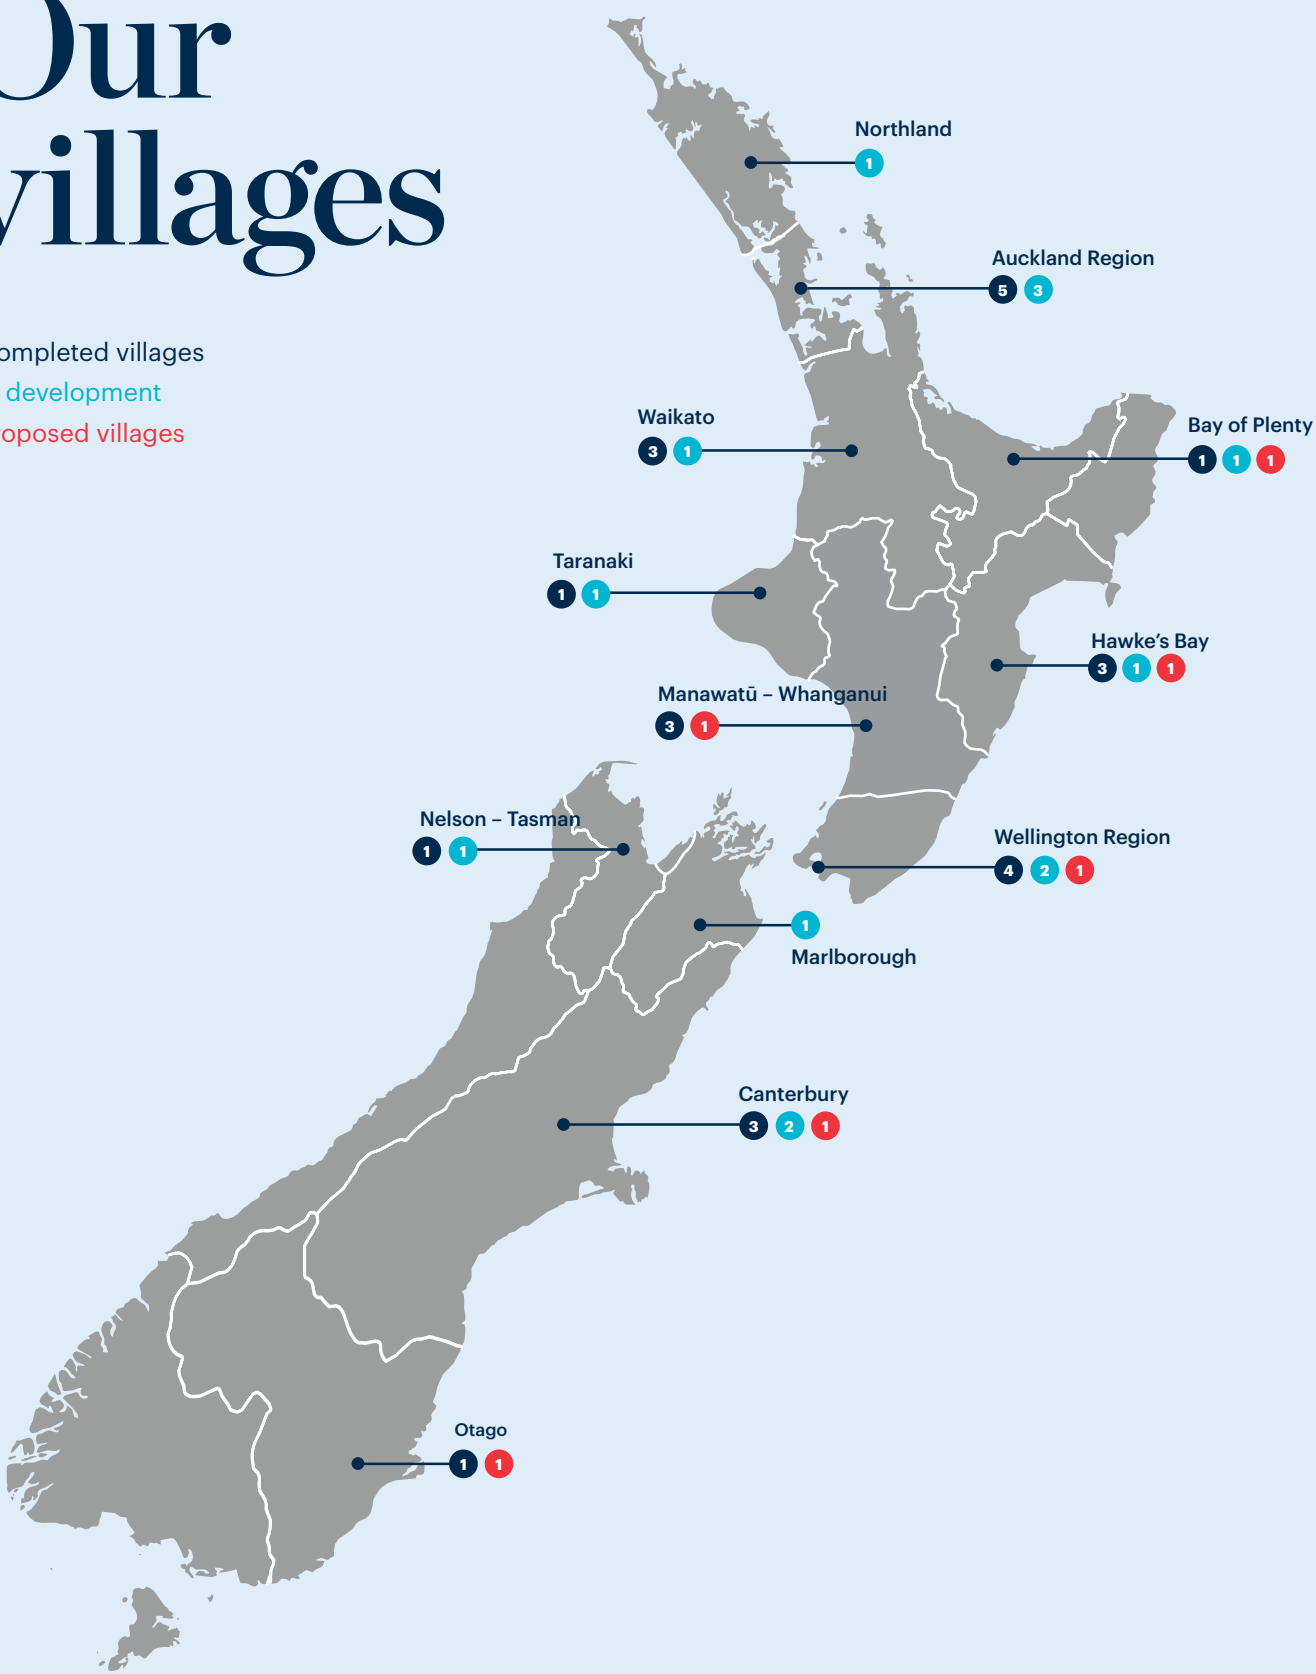 Our
villages
ompleted villages
development
oposed villages
Northland
1
Auckland Region
5 3
Waikato
3 1
Bay of Plenty
1 1 1
Taranaki
1 1
Hawke's Bay
3 1 1
Manawatū – Whanganui
3 1
Nelson – Tasman
1 1
Wellington Region
4 2 1
1
Marlborough
Canterbury
3 2 1
Otago
1 1